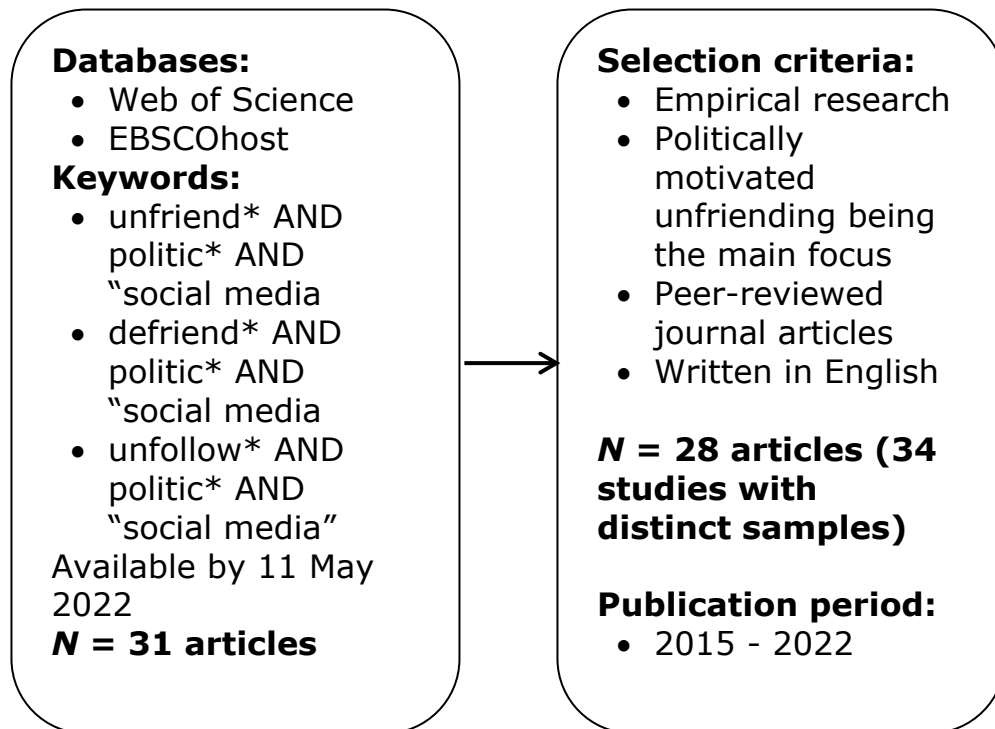 Databases:
• Web of Science
• EBSCOhost
Keywords:
• unfriend* AND
politic* AND
“social media
• defriend* AND
politic* AND
“social media
• unfollow* AND
politic* AND
“social media”
Available by 11 May
2022
N = 31 articles
Selection criteria:
• Empirical research
• Politically
motivated
unfriending being
the main focus
• Peer-reviewed
journal articles
• Written in English
N = 28 articles (34
studies with
distinct samples)
Publication period:
• 2015 - 2022